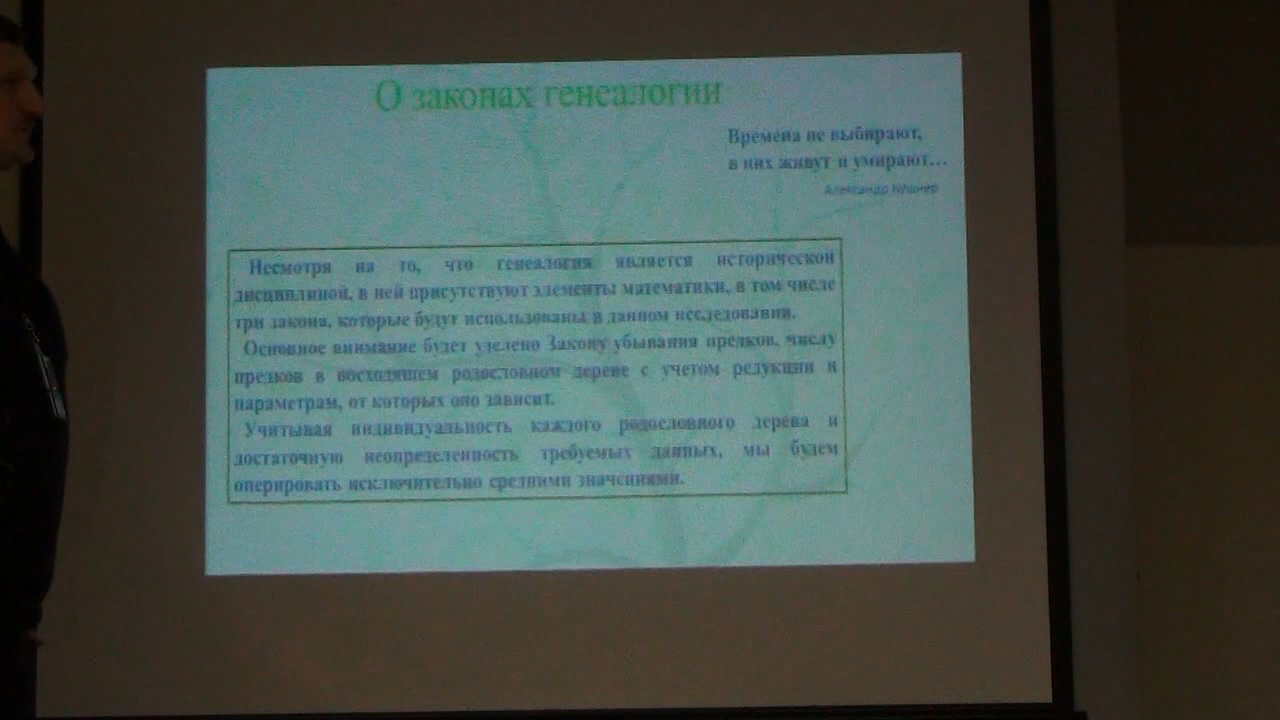 О законах генеалогии
Времена не выбирают,
в них живут и умирают...
Александр Кушнер
Несмотря на то, что генеалогия является исторической
дисциплиной, в ней присутствуют элементы математики, в том числе
три закона, которые будут использованы в данном исследовании.
Основное внимание будет уделено Закону убывания предков, числу
предков в восходящем родословном дереве с учетом редукции и
параметрам, от которых оно зависит.
Учитывая индивидуальность каждого родословного дерева и
достаточную неопределенность требуемых данных, мы будем
оперировать исключительно средними значениями.